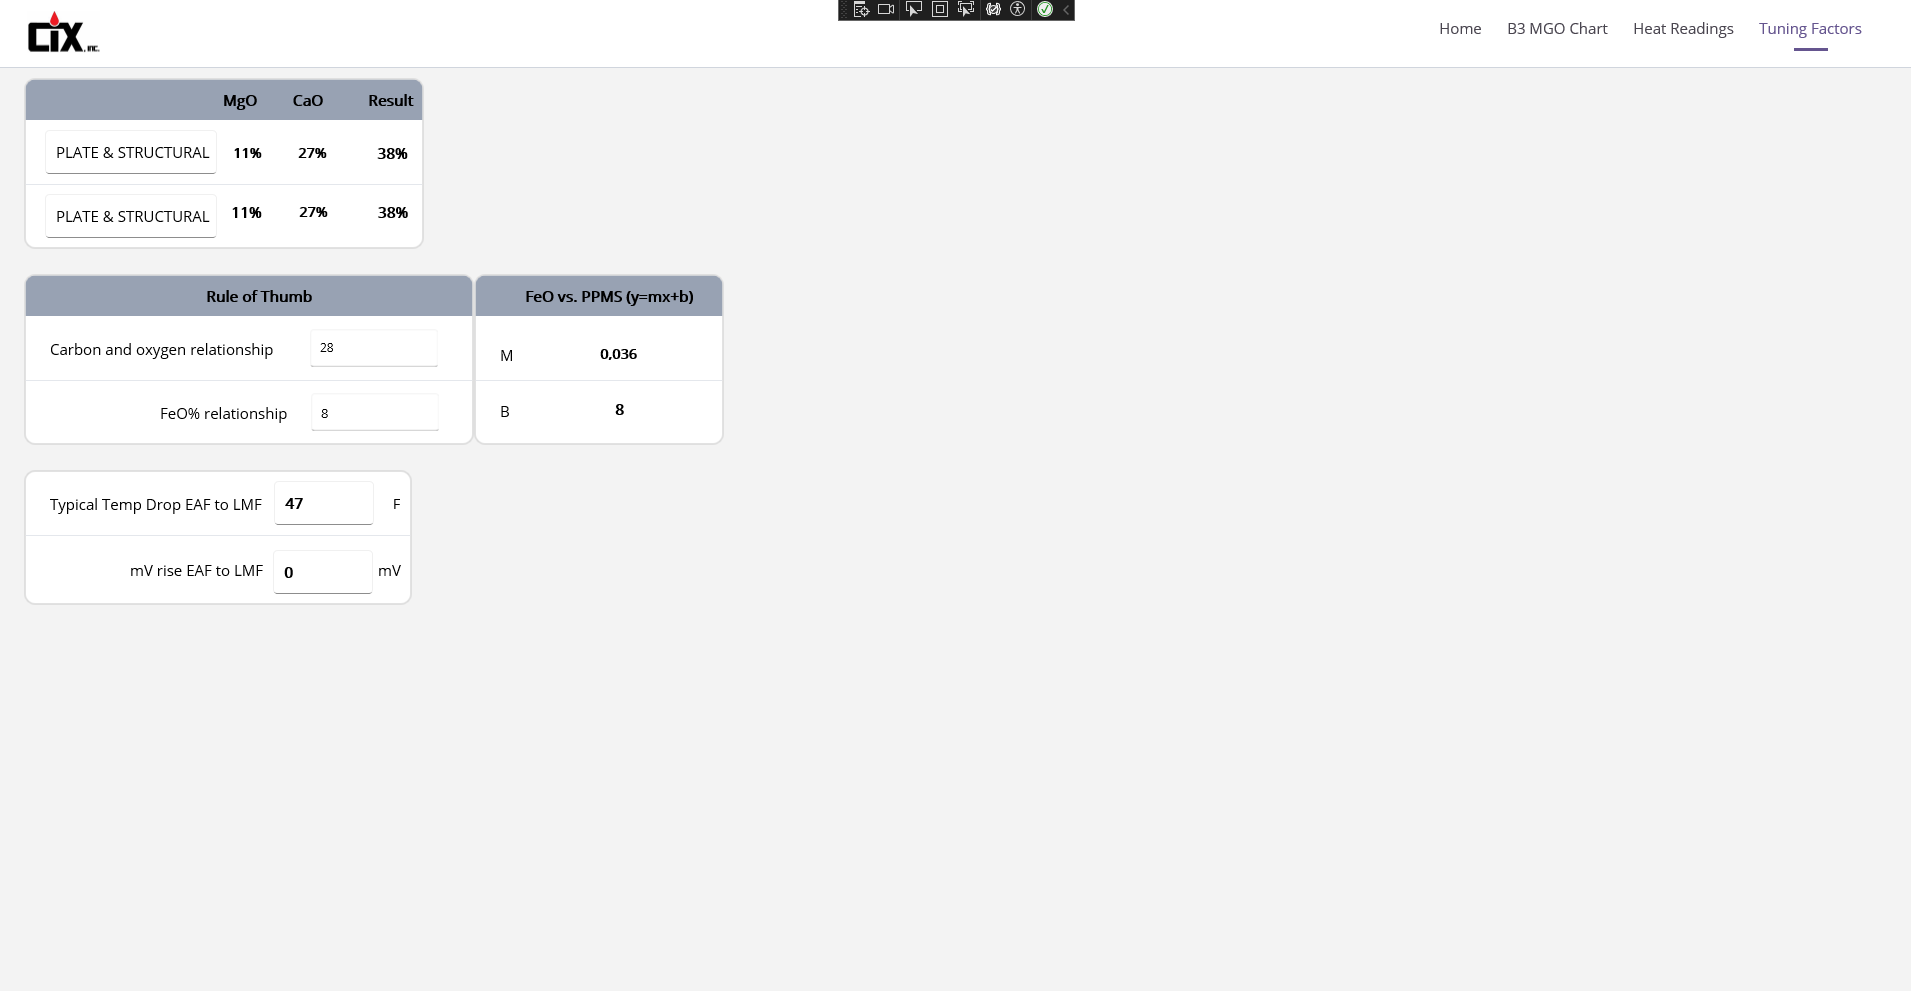 CiX, INC.
Home B3 MGO Chart Heat Readings Tuning Factors
MgO CaO Result
PLATE & STRUCTURAL 11% 27% 38%
PLATE & STRUCTURAL 11% 27% 38%
Rule of Thumb FeO vs. PPMS (y=mx+b)
Carbon and oxygen relationship 28 M 0,036
FeO% relationship 8 B 8
Typical Temp Drop EAF to LMF 47 F
mV rise EAF to LMF 0 mV